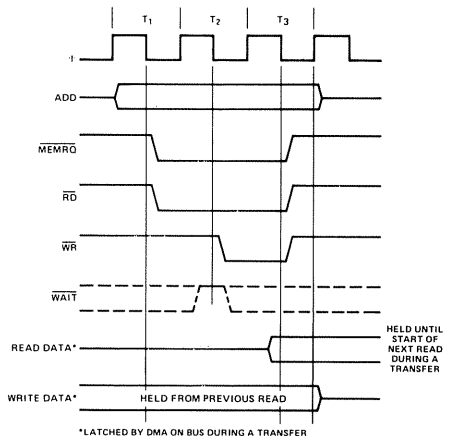 T1 T2 T3
ADD
MEMRQ
RD
WR
WAIT
READ DATA*
HELD UNTIL
START OF
NEXT READ
DURING A
TRANSFER
WRITE DATA*
HELD FROM PREVIOUS READ
*LATCHED BY DMA ON BUS DURING A TRANSFER